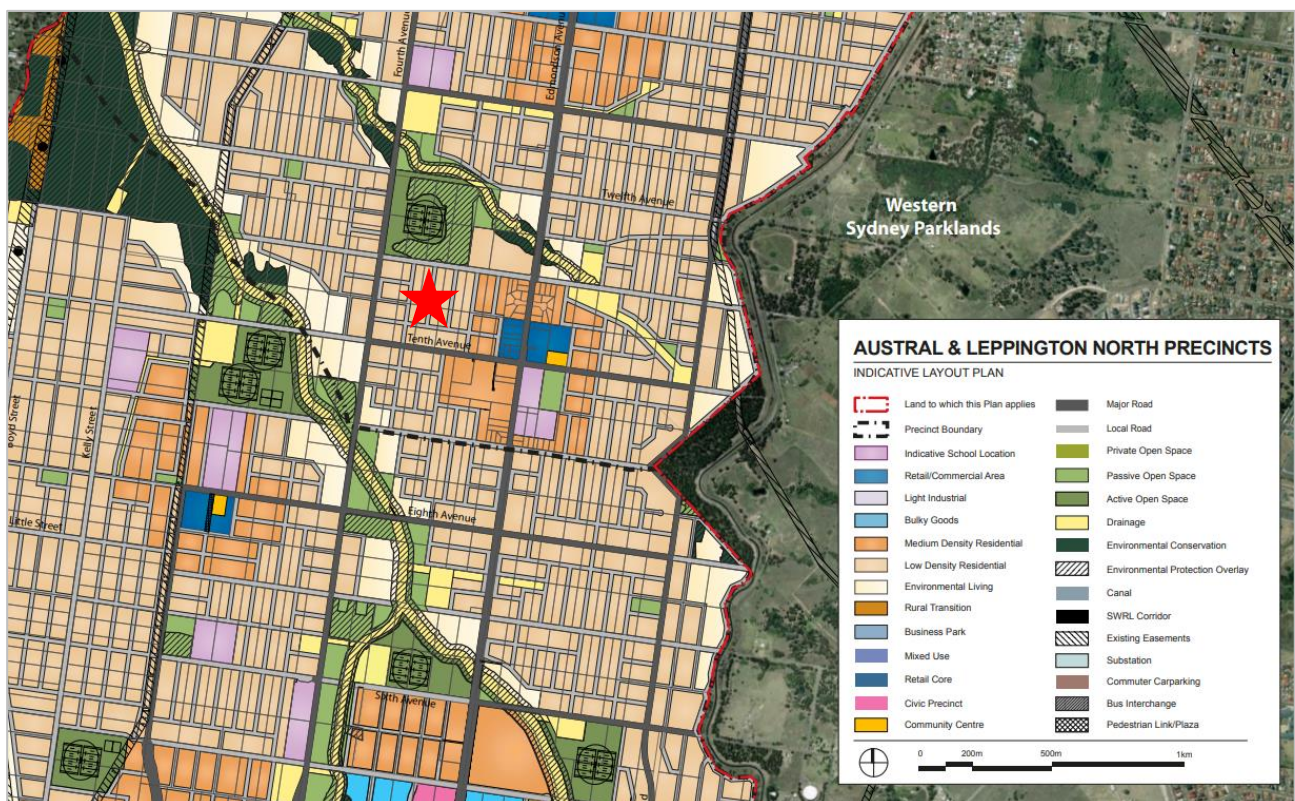 Fourth Avenue
Edmondson Avenue
Twelfth Avenue
Western
Sydney Parklands
Tenth Avenue
Kelly Street
Little Street
Eighth Avenue
Sixth Avenue
AUSTRAL & LEPPINGTON NORTH PRECINCTS
INDICATIVE LAYOUT PLAN
Land to which this Plan applies
Precinct Boundary
Indicative School Location
Retail/Commercial Area
Light Industrial
Bulky Goods
Medium Density Residential
Low Density Residential
Environmental Living
Rural Transition
Business Park
Mixed Use
Retail Core
Civic Precinct
Community Centre
Major Road
Local Road
Private Open Space
Passive Open Space
Active Open Space
Drainage
Environmental Conservation
Environmental Protection Overlay
Canal
SWRL Corridor
Existing Easements
Substation
Commuter Carparking
Bus Interchange
Pedestrian Link/Plaza
0 200m 500m 1km